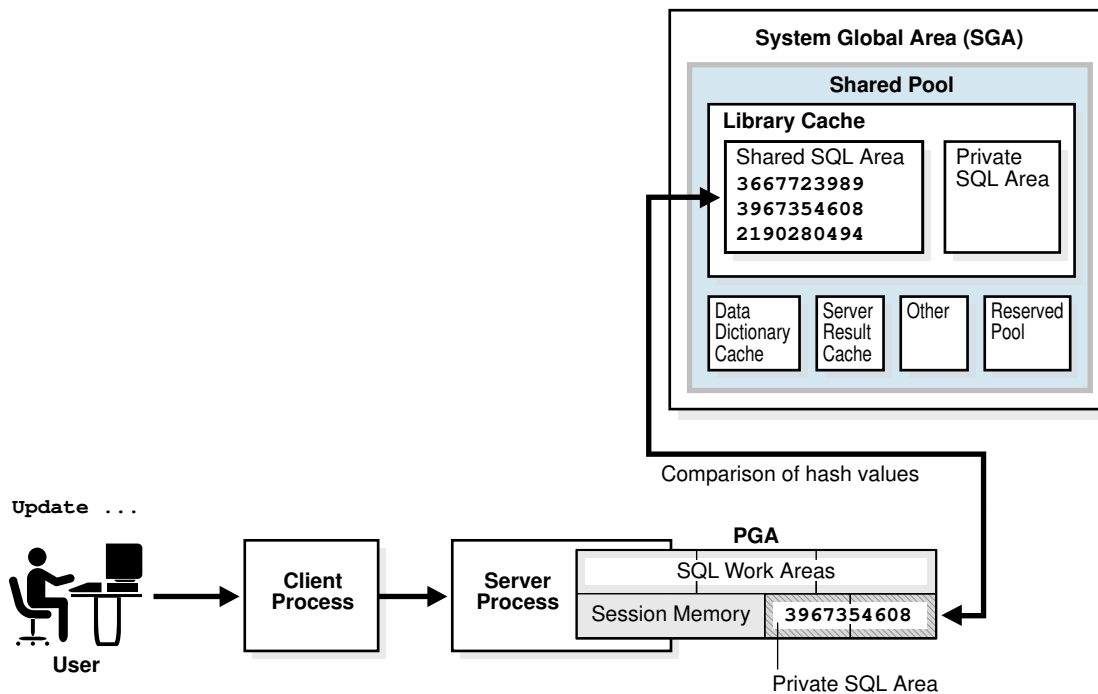 System Global Area (SGA)
Shared Pool
Library Cache
Shared SQL Area
3667723989
3967354608
2190280494
Private
SQL Area
Data
Dictionary
Cache
Server
Result
Cache
Other
Reserved
Pool
Comparison of hash values
Update ...
User
Client
Process
Server
Process
PGA
SQL Work Areas
Session Memory
3967354608
Private SQL Area